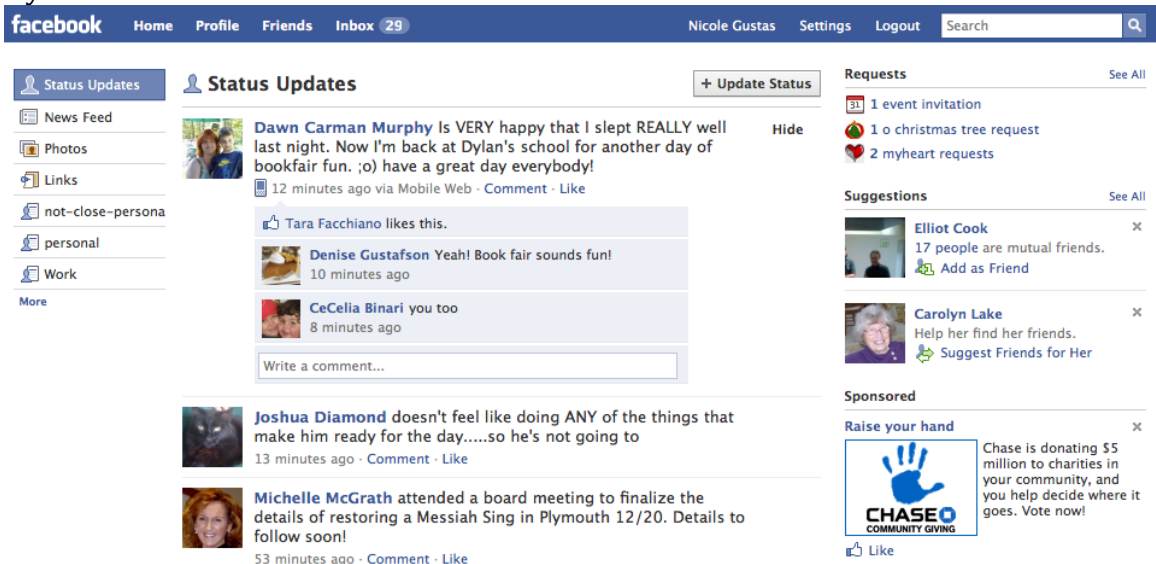 facebook Home Profile Friends Inbox 29 Nicole Gustas Settings Logout Search
Status Updates
News Feed
Photos
Links
not-close-persona
personal
Work
More
Status Updates
+ Update Status
Dawn Carman Murphy Is VERY happy that I slept REALLY well
last night. Now I'm back at Dylan's school for another day of
bookfair fun. ;o) have a great day everybody!
Hide
12 minutes ago via Mobile Web · Comment · Like
Tara Facchiano likes this.
Denise Gustafson Yeah! Book fair sounds fun!
10 minutes ago
CeCelia Binari you too
8 minutes ago
Write a comment...
Joshua Diamond doesn't feel like doing ANY of the things that
make him ready for the day.....so he's not going to
13 minutes ago · Comment · Like
Michelle McGrath attended a board meeting to finalize the
details of restoring a Messiah Sing in Plymouth 12/20. Details to
follow soon!
53 minutes ago · Comment · Like
Requests See All
31 1 event invitation
1 o christmas tree request
2 myheart requests
Suggestions See All
Elliot Cook
17 people are mutual friends.
Add as Friend
Carolyn Lake
Help her find her friends.
Suggest Friends for Her
Sponsored
Raise your hand
CHASE
COMMUNITY GIVING
Chase is donating $5
million to charities in
your community, and
you help decide where it
goes. Vote now!
Like